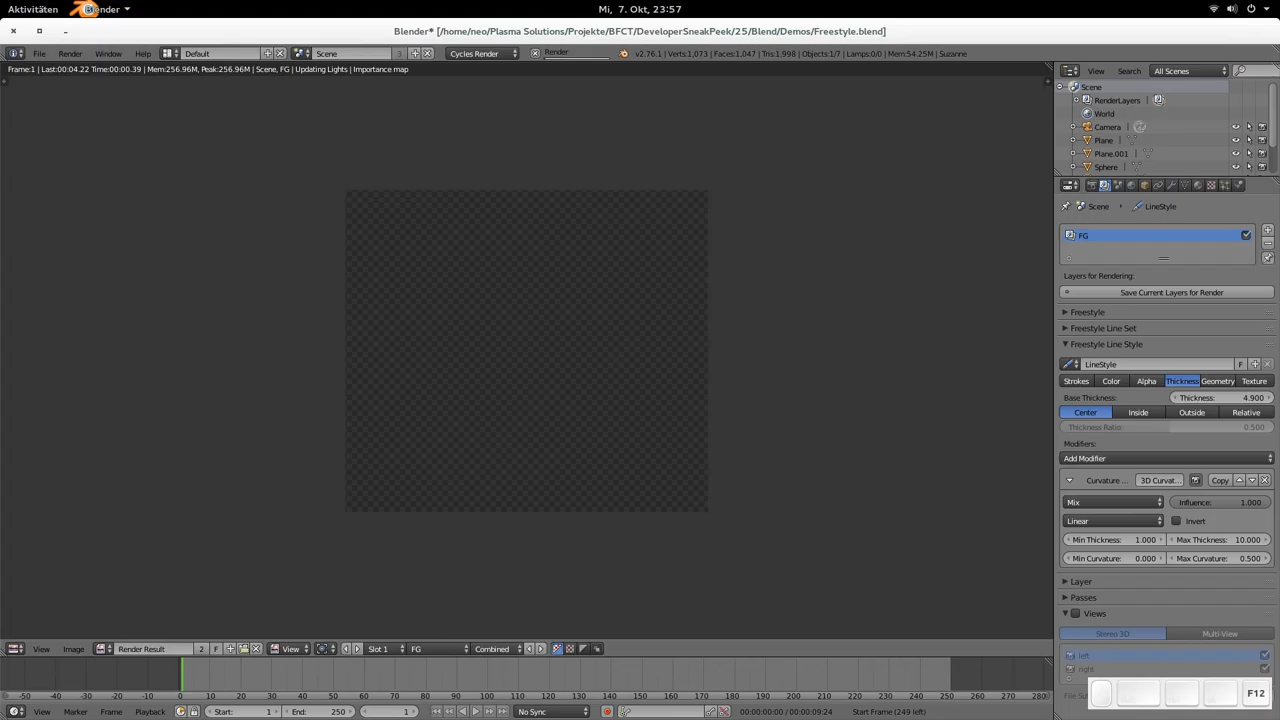 Aktivitäten Blender Mi, 7. Okt, 23:57
Blender* [/home/neo/Plasma Solutions/Projekte/BFCT/DeveloperSneakPeek/25/Blend/Demos/Freestyle.blend]
File Render Window Help Default Scene 3 F Cycles Render Render: v2.76.1 | Verts:1,073 | Faces:1,047 | Tris:1,998 | Objects:1/7 | Lamps:0/0 | Mem:54.25M | Suzanne
Frame:1 | Last:00:04.22 Time:00:00.39 | Mem:256.96M, Peak:256.96M | Scene, FG | Updating Lights | Importance map
View Search All Scenes
Scene
RenderLayers
World
Camera
Plane
Plane.001
Sphere
Scene LineStyle
FG
Layers for Rendering:
Save Current Layers for Render
Freestyle
Freestyle Line Set
Freestyle Line Style
LineStyle F
Strokes Color Alpha Thickness Geometry Texture
Base Thickness: Thickness: 4.900
Center Inside Outside Relative
Thickness Ratio: 0.500
Modifiers:
Add Modifier
Curvature ... 3D Curvat... Copy
Mix Influence: 1.000
Linear Invert
Min Thickness: 1.000 Max Thickness: 10.000
Min Curvature: 0.000 Max Curvature: 0.500
Layer
Passes
Views
Stereo 3D Multi-View
left
right
File Su
F12
View Image Render Result 2 F View Slot 1 FG Combined
-50 -40 -30 -20 -10 0 10 20 30 40 50 60 70 80 90 100 110 120 130 140 150 160 170 180 190 200 210 220 230 240 250 260 270 280
View Marker Frame Playback Start: 1 End: 250 1 No Sync 00:00:00:00 / 00:00:09:24 Start Frame (249 left)